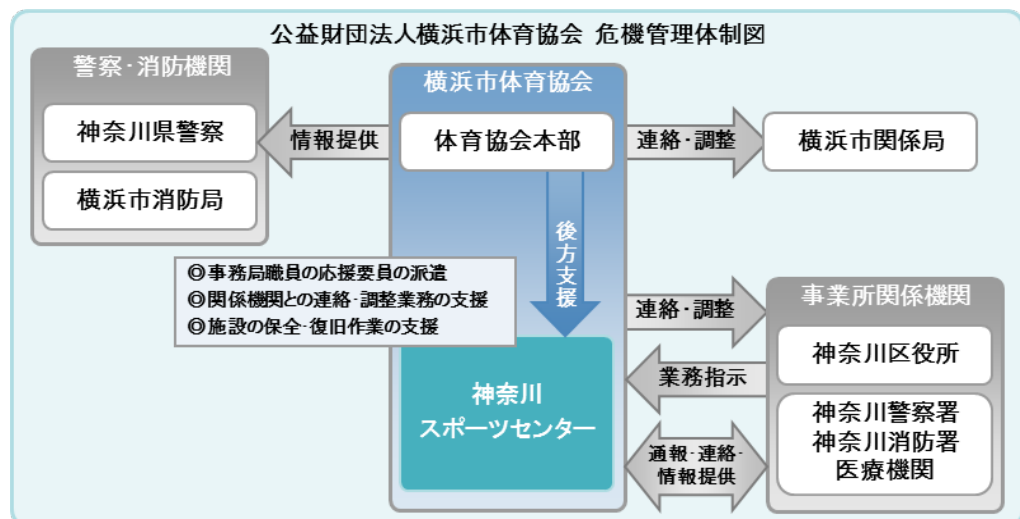 公益財団法人横浜市体育協会 危機管理体制図
警察・消防機関
神奈川県警察
横浜市消防局
情報提供
横浜市体育協会
体育協会本部
連絡・調整
横浜市関係局
後方支援
◎事務局職員の応援要員の派遣
◎関係機関との連絡・調整業務の支援
◎施設の保全・復旧作業の支援
神奈川
スポーツセンター
連絡・調整
業務指示
通報・連絡・
情報提供
事業所関係機関
神奈川区役所
神奈川警察署
神奈川消防署
医療機関